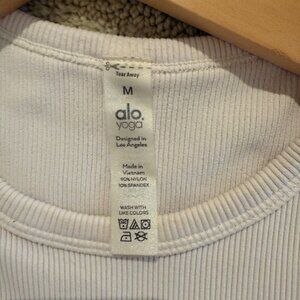 Tear Away
M
alo.
yoga
Designed in
Los Angeles
Made in
Vietnam
90% NYLON
10% SPANDEX
WASH WITH
LIKE COLORS